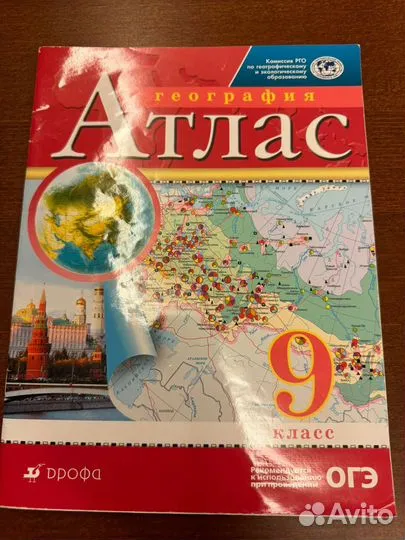 Комиссия РГО
по географическому
и экологическому
образованию
география
Атлас
9
класс
дрофа
Рекомендуется
к использованию
при проведении
ОГЭ
Avito